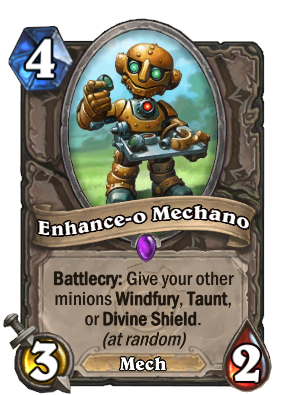 4
Enhance-o Mechano
Battlecry: Give your other
minions Windfury, Taunt,
or Divine Shield.
(at random)
3
Mech
2